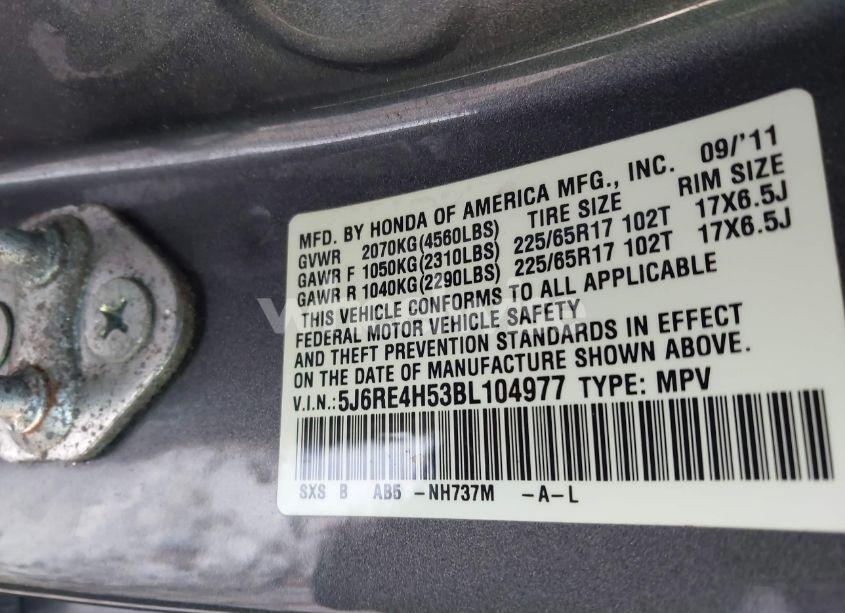 MFD. BY HONDA OF AMERICA MFG., INC. 09/'11
GVWR 2070KG(4560LBS) TIRE SIZE RIM SIZE
GAWR F 1050KG(2310LBS) 225/65R17 102T 17X6.5J
GAWR R 1040KG(2290LBS) 225/65R17 102T 17X6.5J
THIS VEHICLE CONFORMS TO ALL APPLICABLE
FEDERAL MOTOR VEHICLE SAFETY
AND THEFT PREVENTION STANDARDS IN EFFECT
ON THE DATE OF MANUFACTURE SHOWN ABOVE.
V.I.N.: 5J6RE4H53BL104977 TYPE: MPV
SXS B AB5 -NH737M -A-L